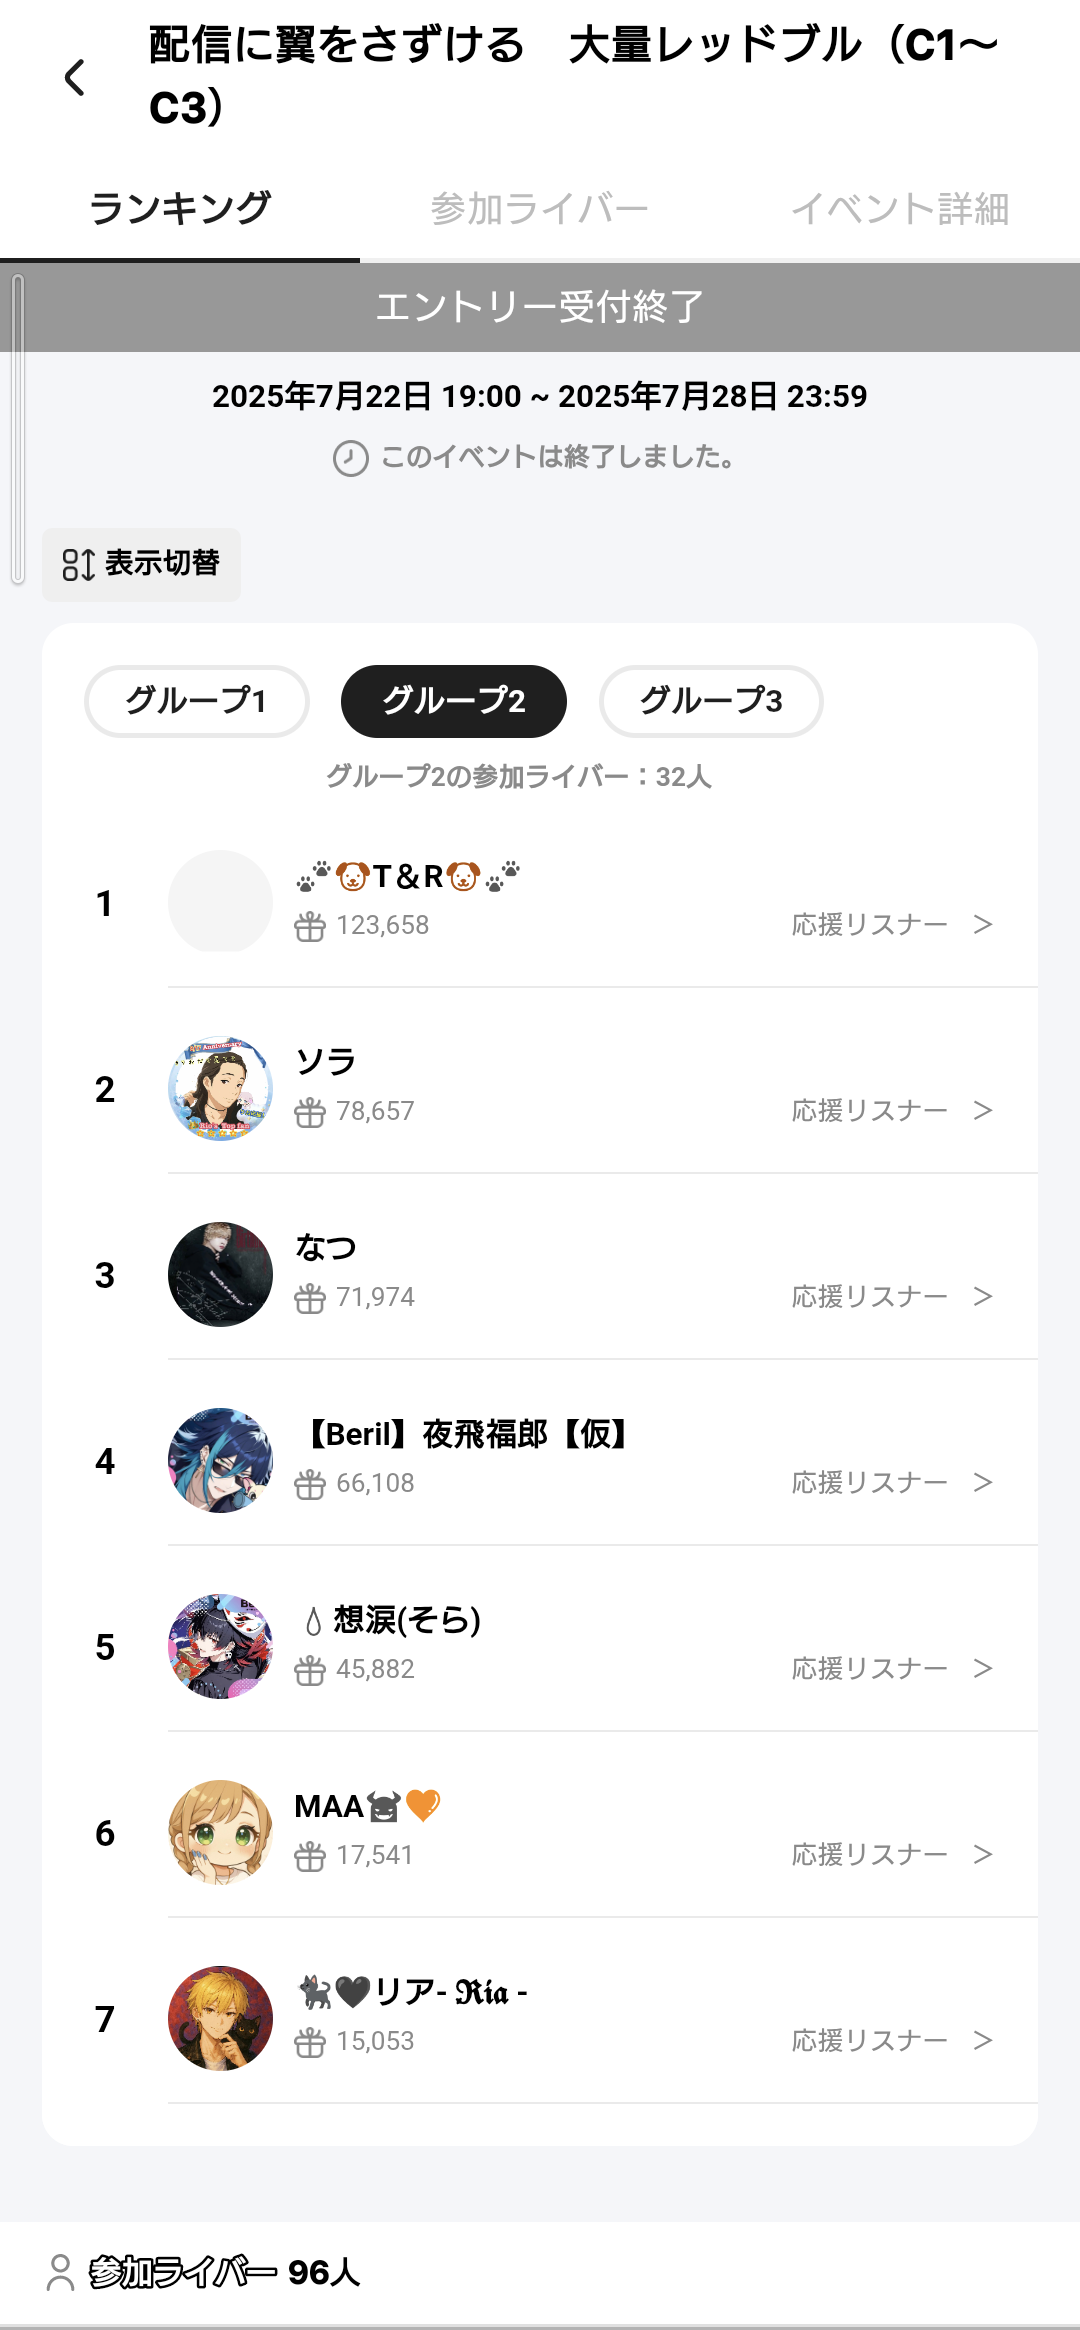 配信に翼をさずける　大量レッドブル（C1〜
C3）
ランキング
参加ライバー
イベント詳細
エントリー受付終了
2025年7月22日 19:00 ~ 2025年7月28日 23:59
このイベントは終了しました。
表示切替
グループ1
グループ2
グループ3
グループ2の参加ライバー：32人
1
🐾🐶T＆R🐶🐾
123,658
応援リスナー ＞
2
ソラ
78,657
応援リスナー ＞
3
なつ
71,974
応援リスナー ＞
4
【Beril】夜飛福郎【仮】
66,108
応援リスナー ＞
5
💧想涙(そら)
45,882
応援リスナー ＞
6
MAA👿🧡
17,541
応援リスナー ＞
7
🐈‍⬛🖤リア- 𝕽𝖎𝖆 -
15,053
応援リスナー ＞
参加ライバー 96人